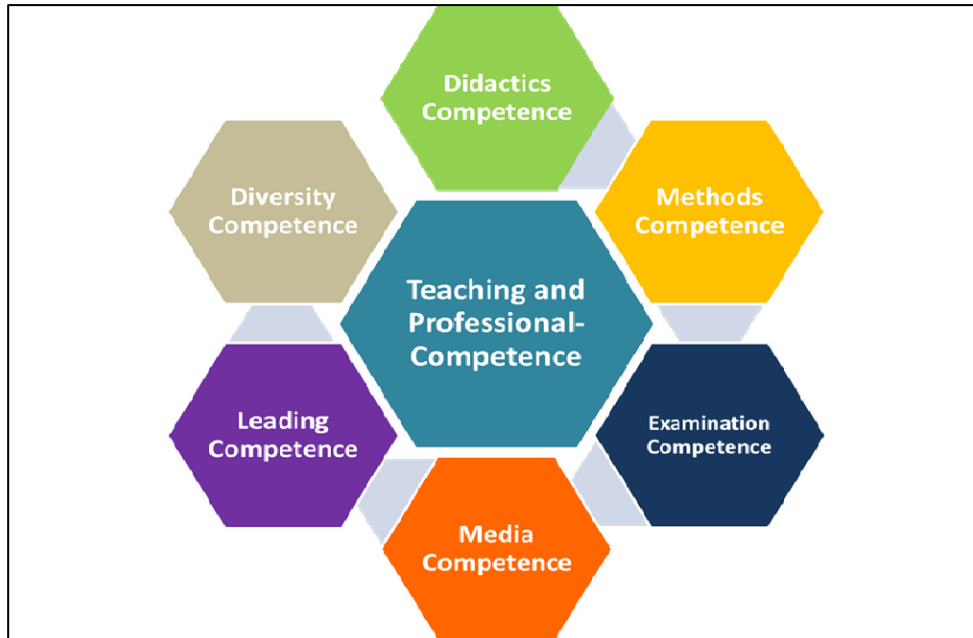 Didactics
Competence
Diversity
Competence
Methods
Competence
Teaching and
Professional-
Competence
Leading
Competence
Examination
Competence
Media
Competence